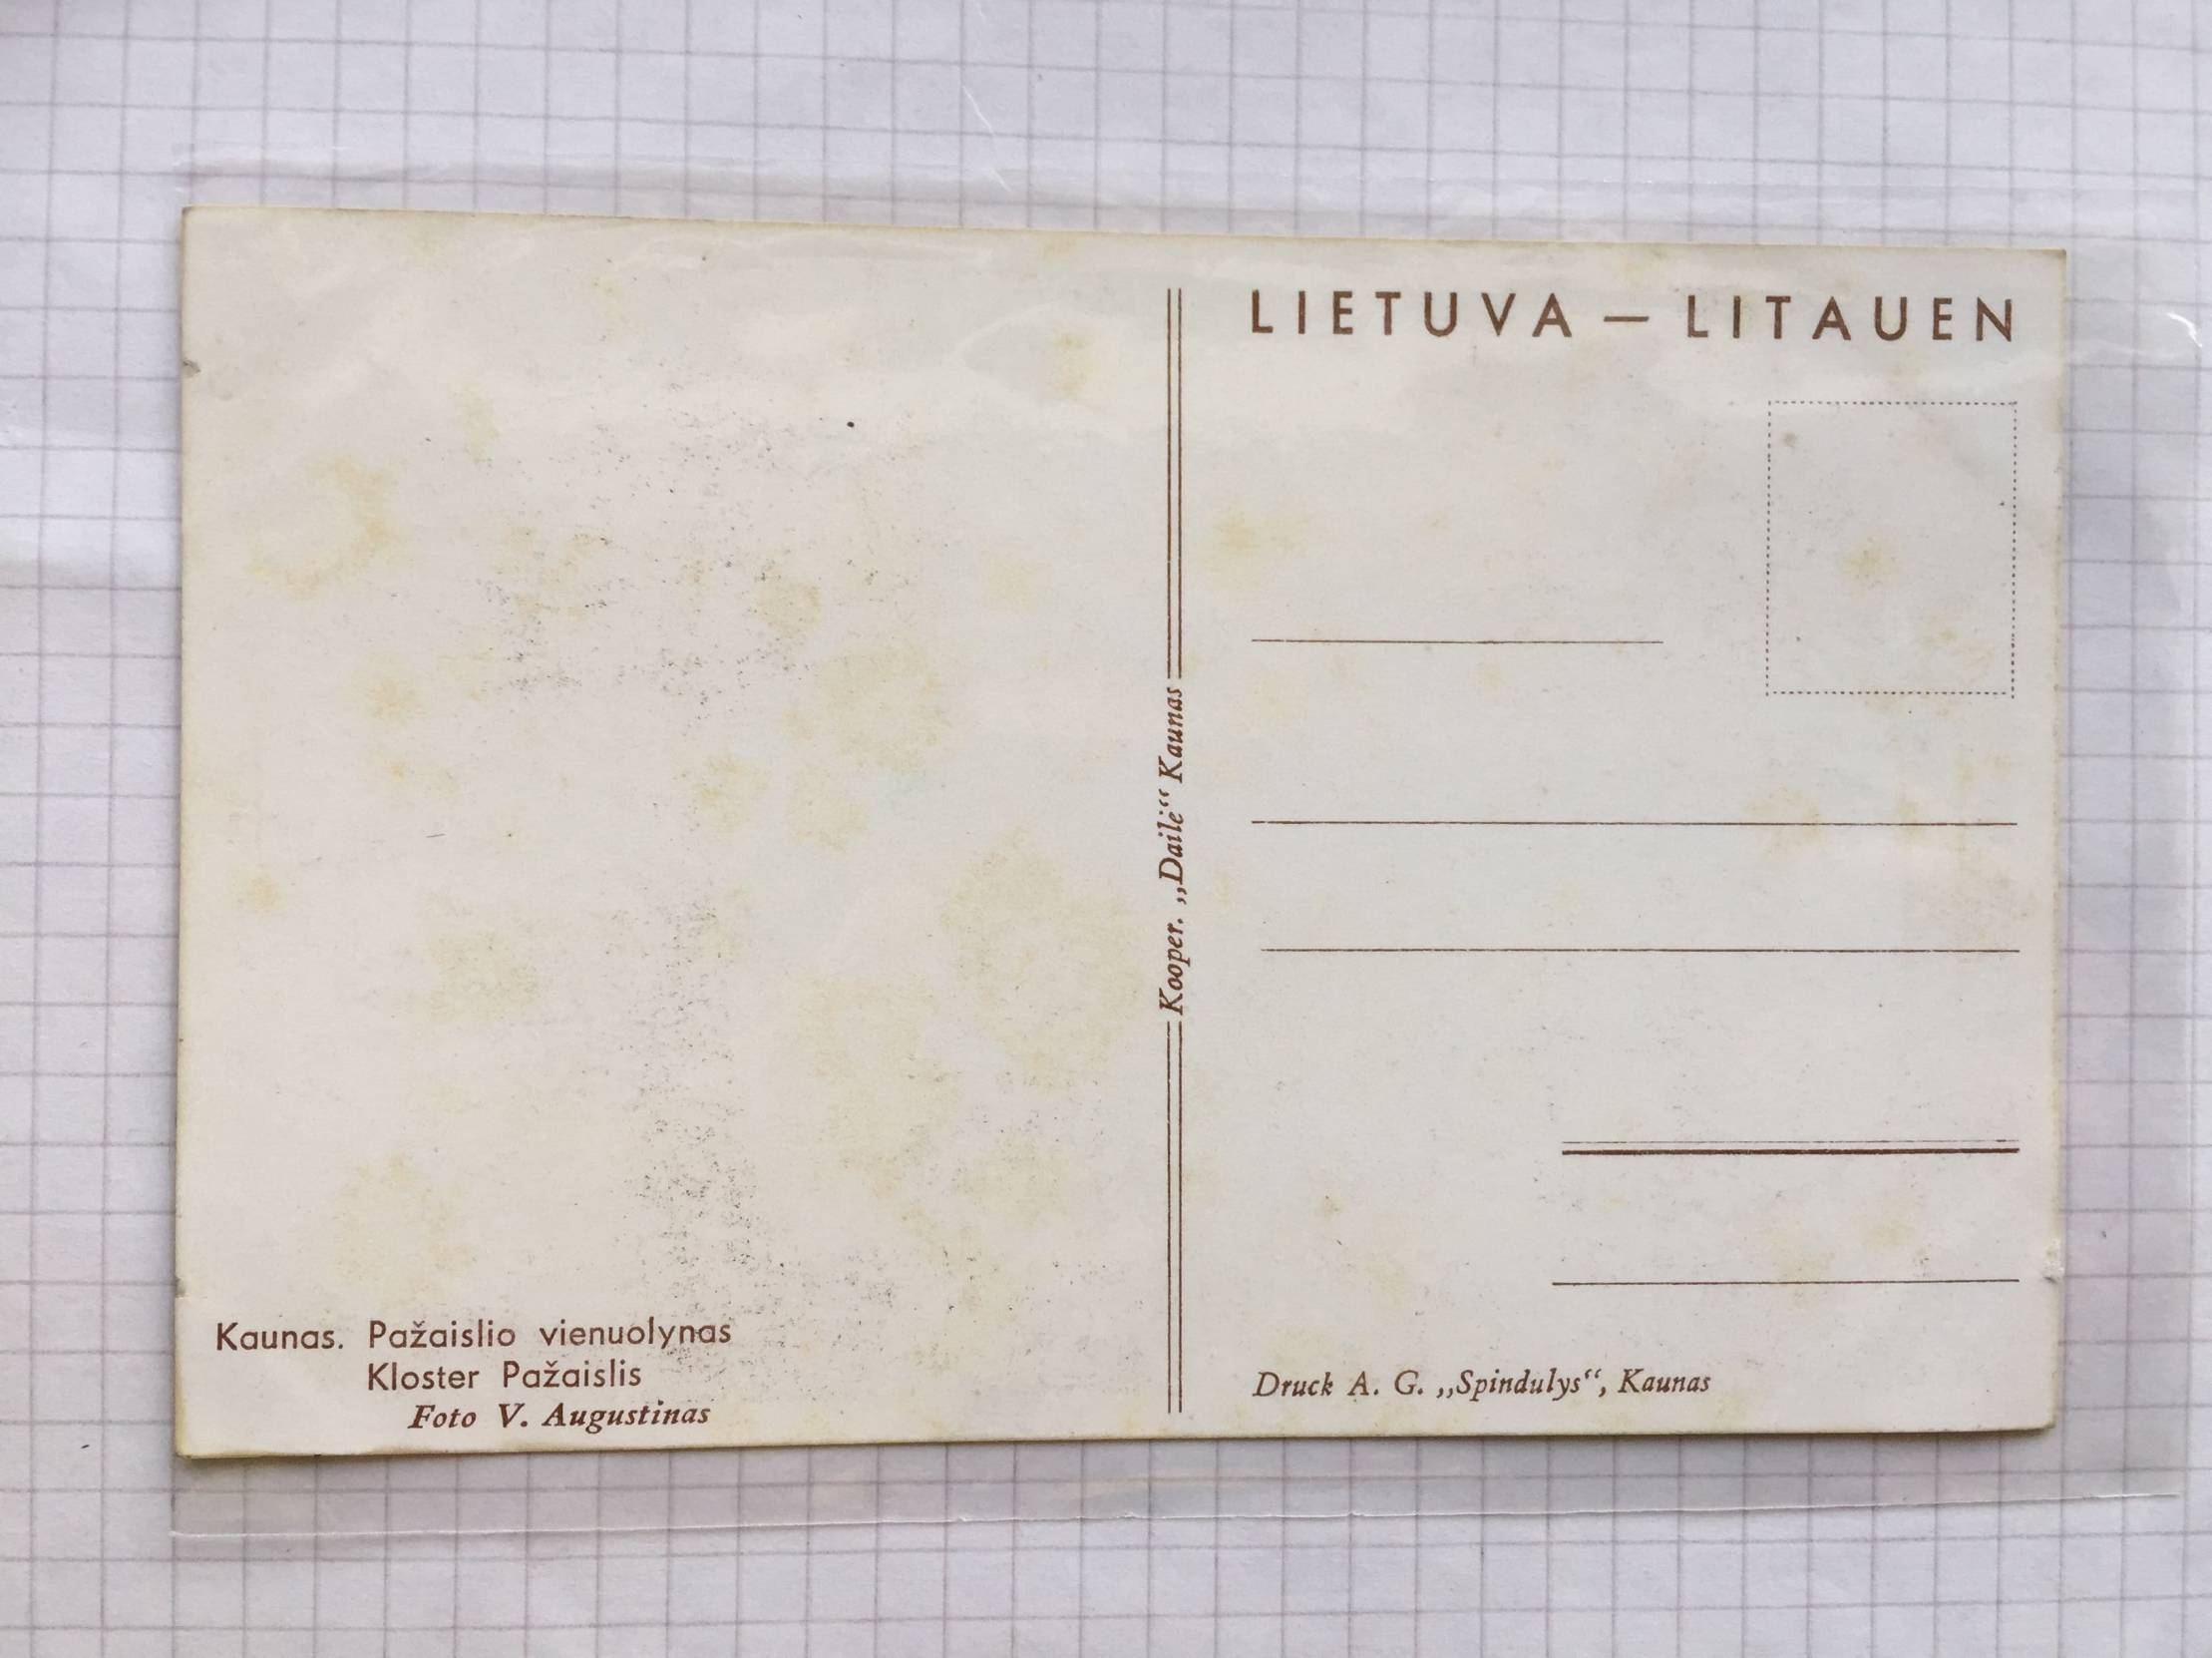 LIETUVA — LITAUEN
Kooper. „Dailė“ Kaunas
Kaunas. Pažaislio vienuolynas
Kloster Pažaislis
Foto V. Augustinas
Druck A. G. „Spindulys“, Kaunas